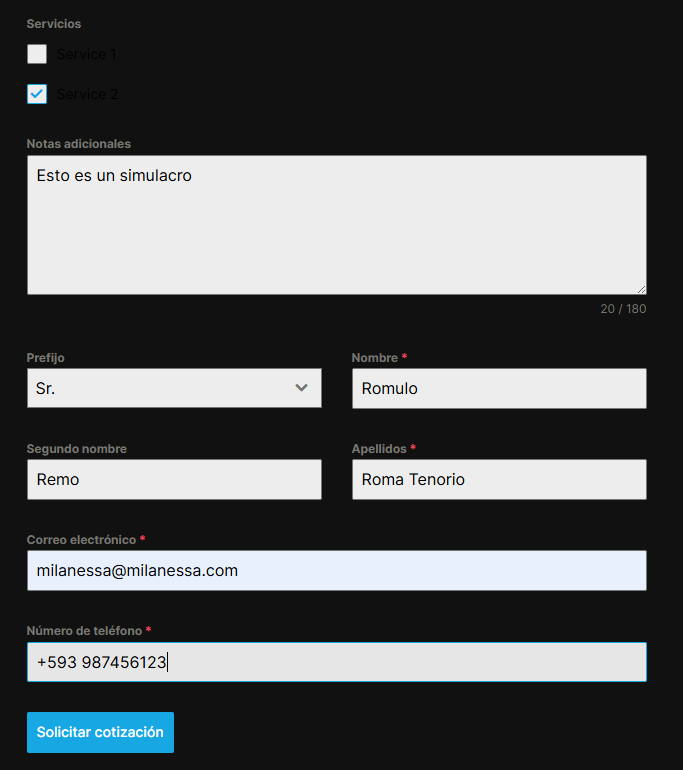 Servicios
Service 1
Service 2
Notas adicionales
Esto es un simulacro
20 / 180
Prefijo
Nombre *
Sr.
Romulo
Segundo nombre
Apellidos *
Remo
Roma Tenorio
Correo electrónico *
milanessa@milanessa.com
Número de teléfono *
+593 987456123
Solicitar cotización